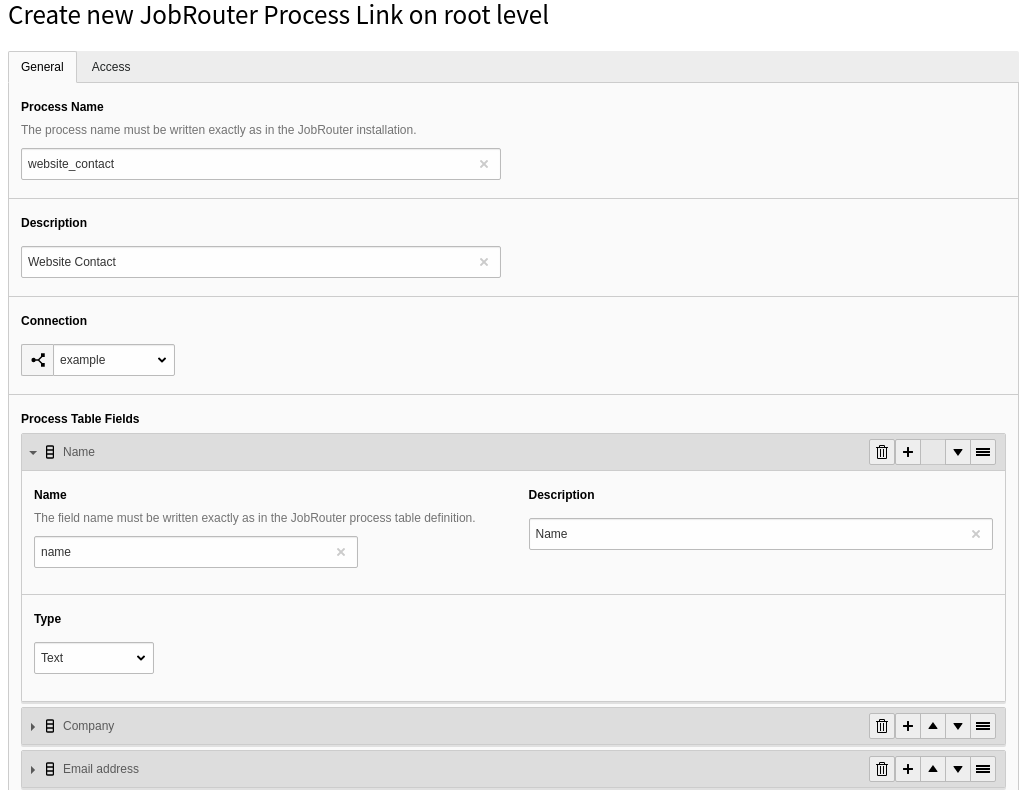 Create new JobRouter Process Link on root level
General
Access
Process Name
The process name must be written exactly as in the JobRouter installation.
website_contact
Description
Website Contact
Connection
example
Process Table Fields
Name
Name
Description
The field name must be written exactly as in the JobRouter process table definition.
Name
name
Type
Text
Company
Email address